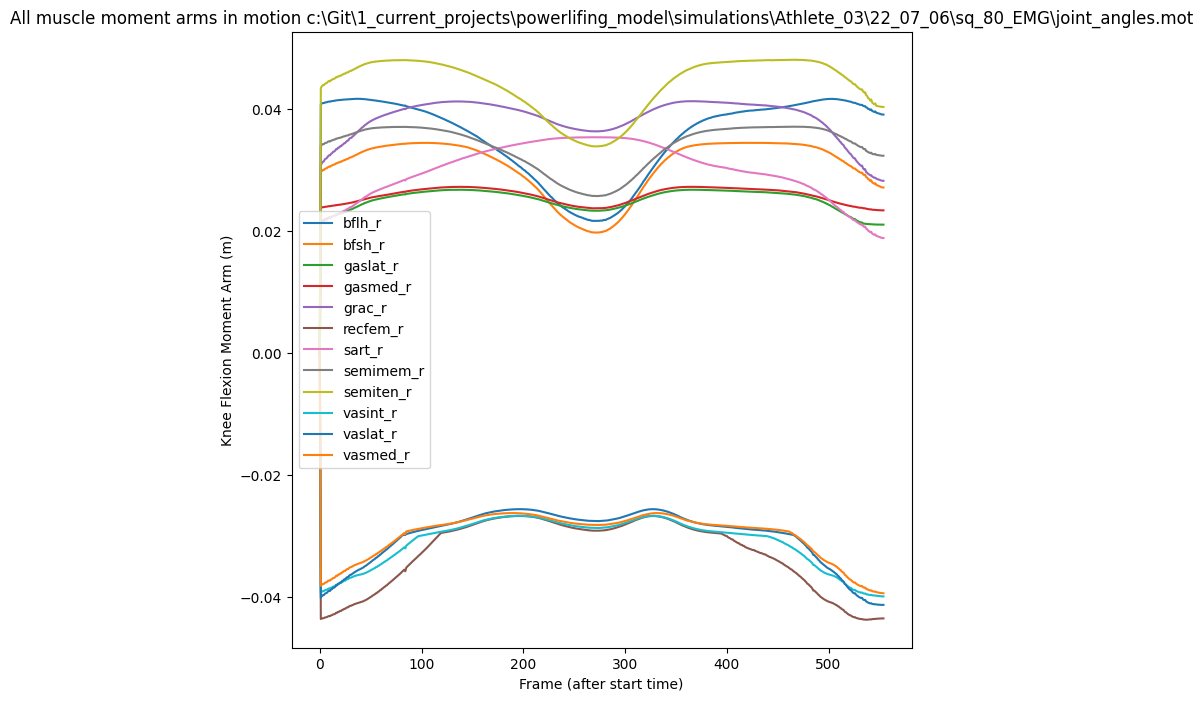 All muscle moment arms in motion c:\Git\1_current_projects\powerlifing_model\simulations\Athlete_03\22_07_06\sq_80_EMG\joint_angles.mot
0.04
0.02
0.00
−0.02
−0.04
Knee Flexion Moment Arm (m)
bflh_r
bfsh_r
gaslat_r
gasmed_r
grac_r
recfem_r
sart_r
semimem_r
semiten_r
vasint_r
vaslat_r
vasmed_r
0
100
200
300
400
500
Frame (after start time)